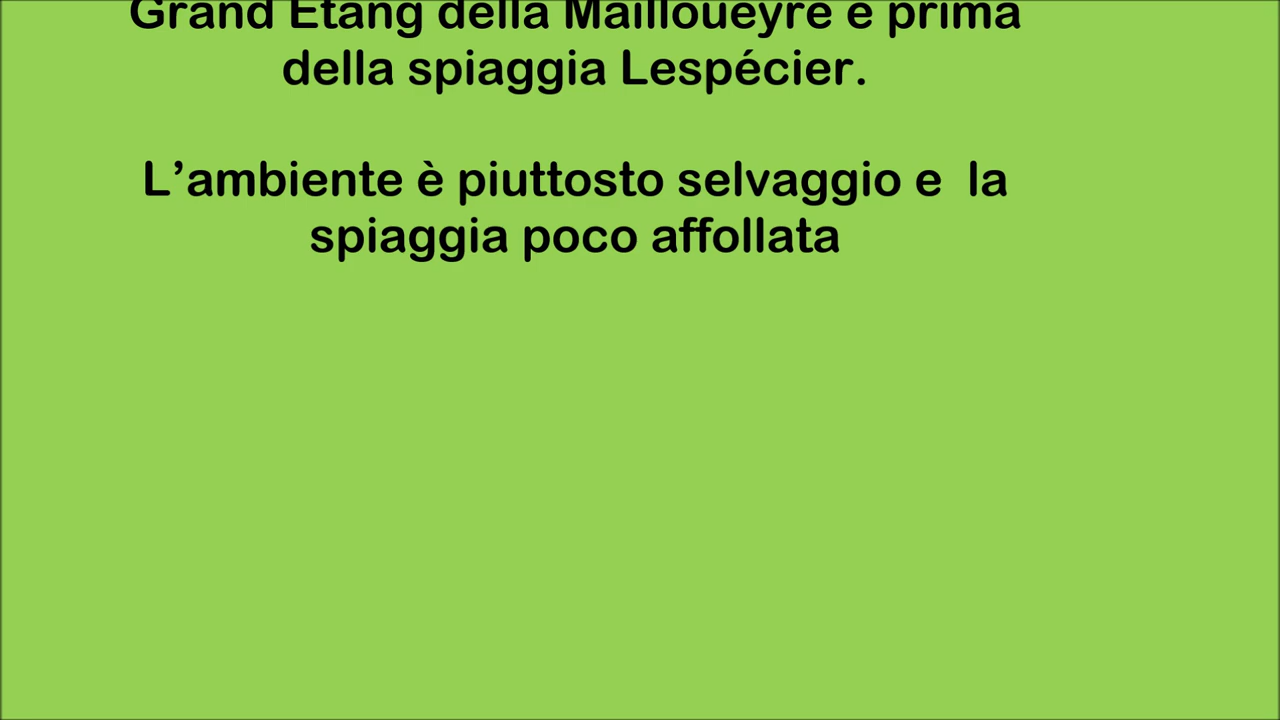 Grand Etang della Mailloueyre e prima
della spiaggia Lespécier.
L’ambiente è piuttosto selvaggio e la
spiaggia poco affollata